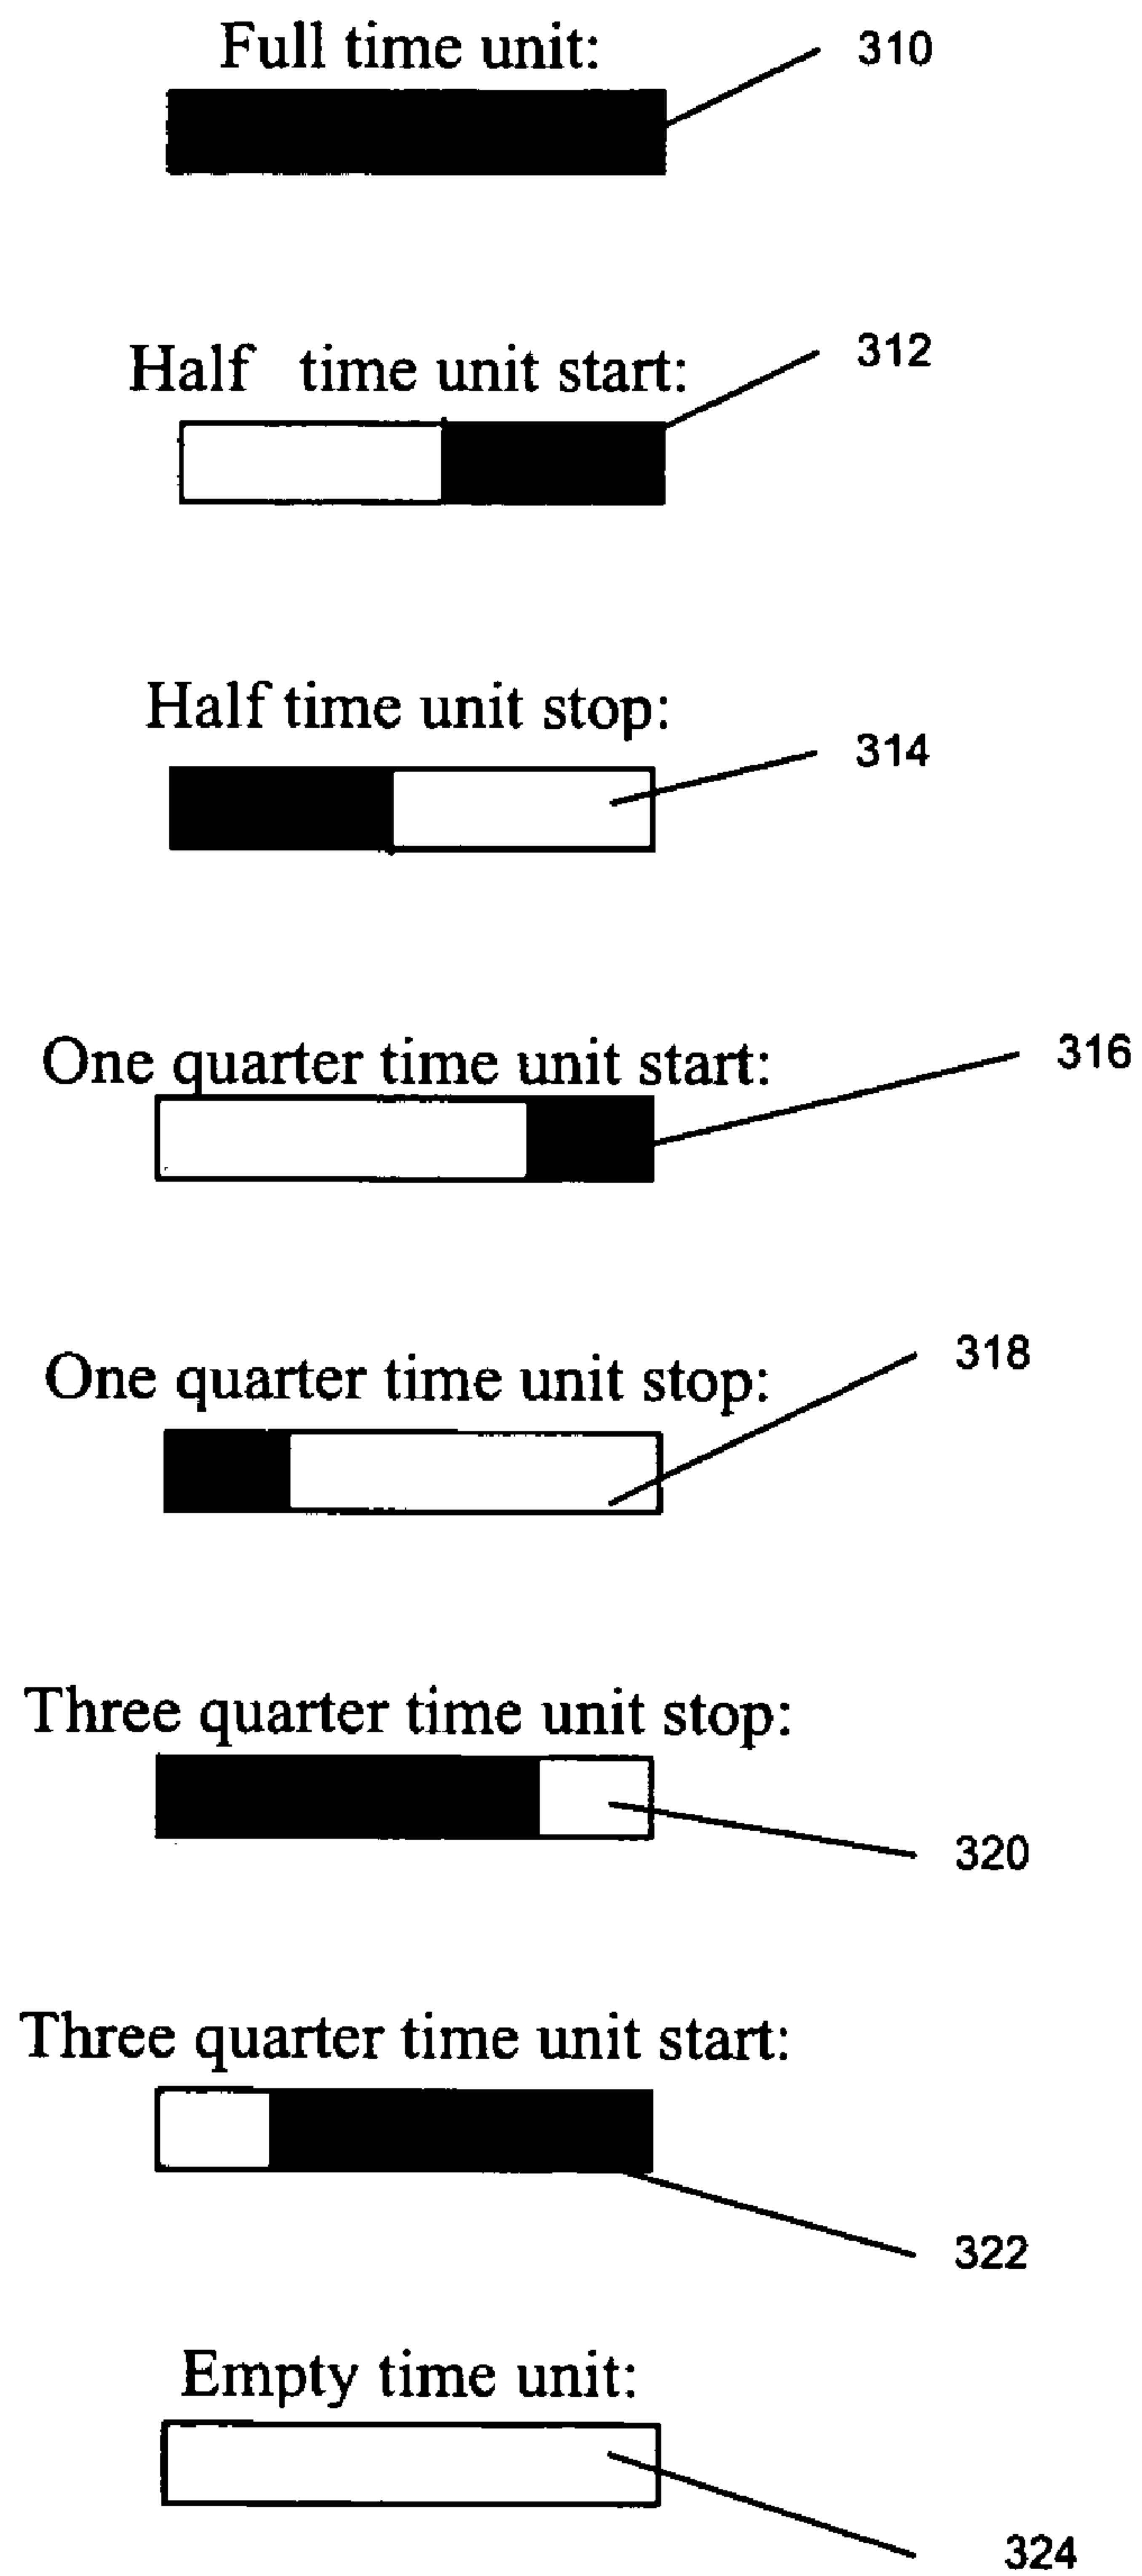 Full time unit:
310
Half time unit start:
312
Half time unit stop:
314
One quarter time unit start:
316
One quarter time unit stop:
318
Three quarter time unit stop:
320
Three quarter time unit start:
322
Empty time unit:
324